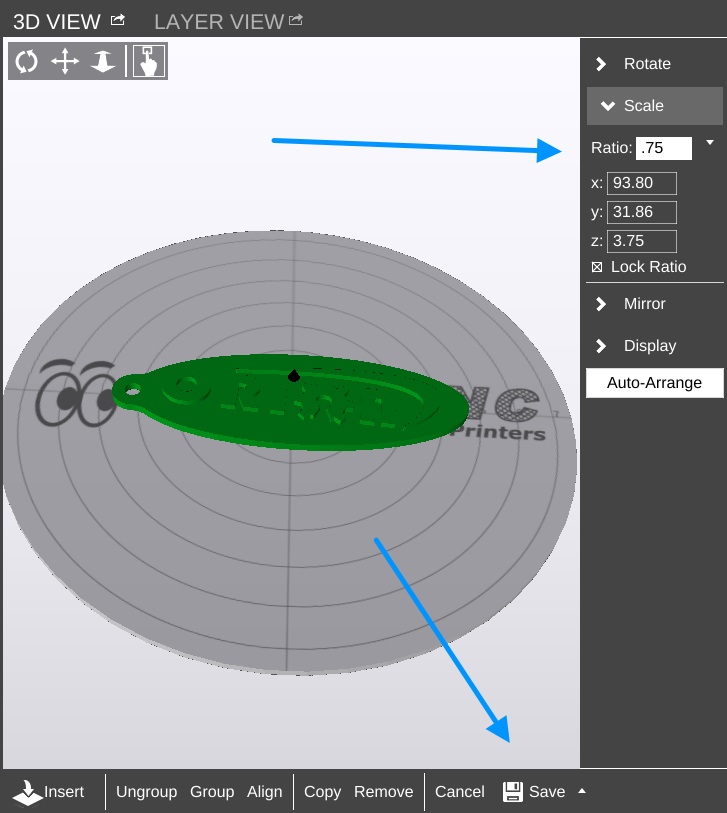 3D VIEW LAYER VIEW
Rotate
Scale
Ratio: .75
x: 93.80
y: 31.86
z: 3.75
Lock Ratio
Mirror
Display
Auto-Arrange
NC
Printers
Insert Ungroup Group Align Copy Remove Cancel Save